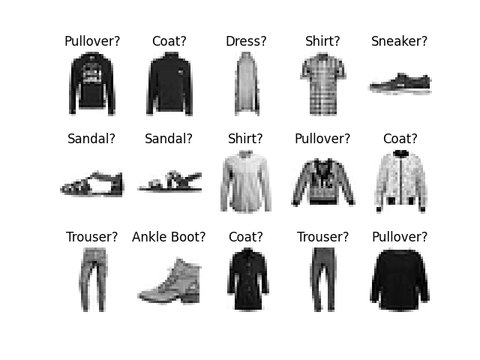 Pullover? Coat? Dress? Shirt? Sneaker?
Sandal? Sandal? Shirt? Pullover? Coat?
Trouser? Ankle Boot? Coat? Trouser? Pullover?